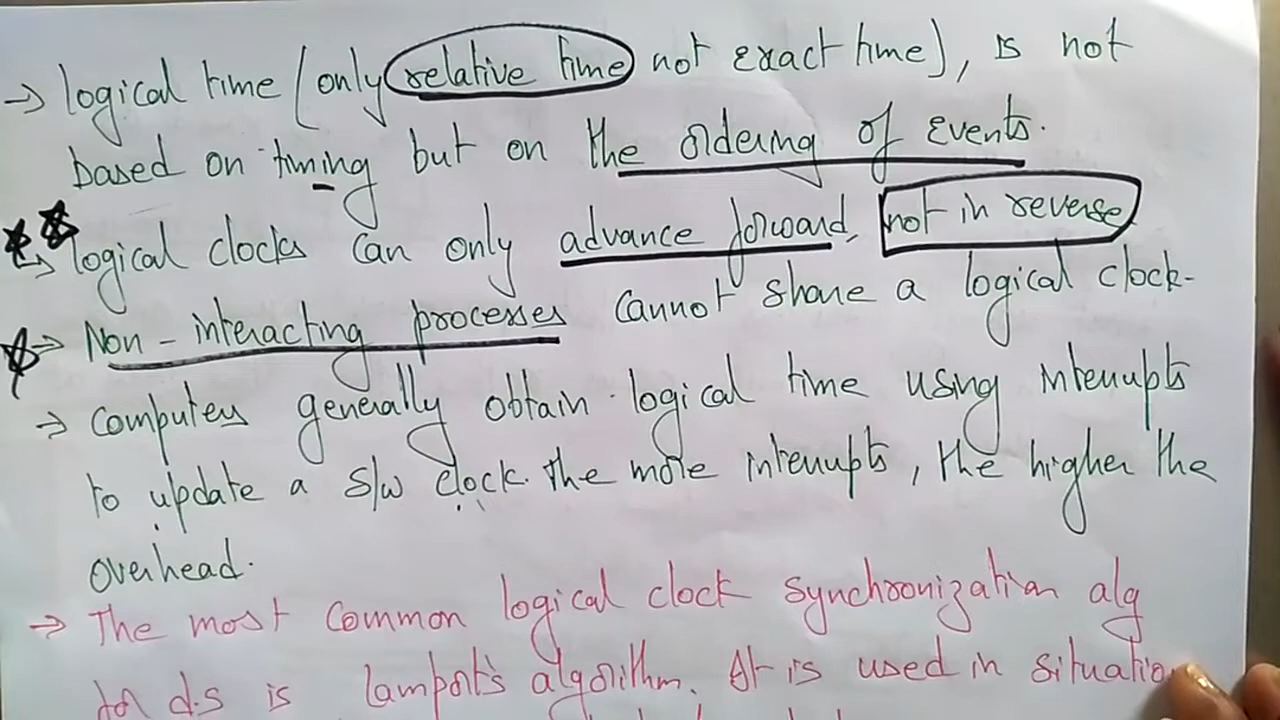 → logical time (only relative time not exact time), is not
based on timing but on the ordering of events.
→ logical clocks can only advance forward, not in reverse
→ Non-interacting processes cannot share a logical clock.
→ Computers generally obtain logical time using interrupts
to update a s/w clock. The more interrupts, the higher the
overhead.
→ The most common logical clock synchronization alg
for d.s is lamport's algorithm. It is used in situation